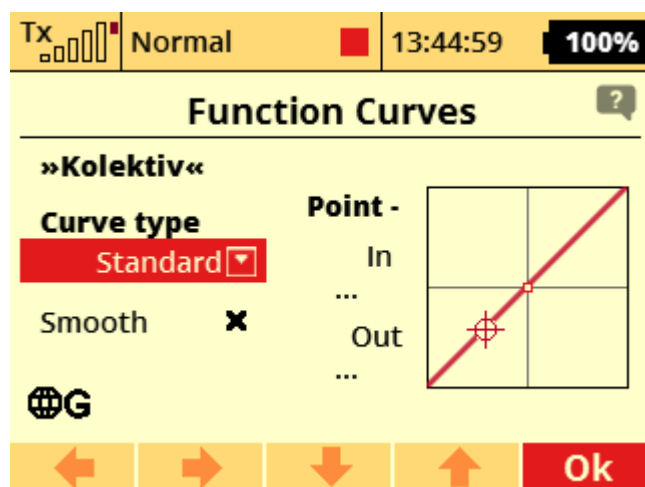 Tx Normal 13:44:59 100%
Function Curves ?
»Kolektiv«
Curve type
Standard
Smooth
G
Point -
In
...
Out
...
Ok